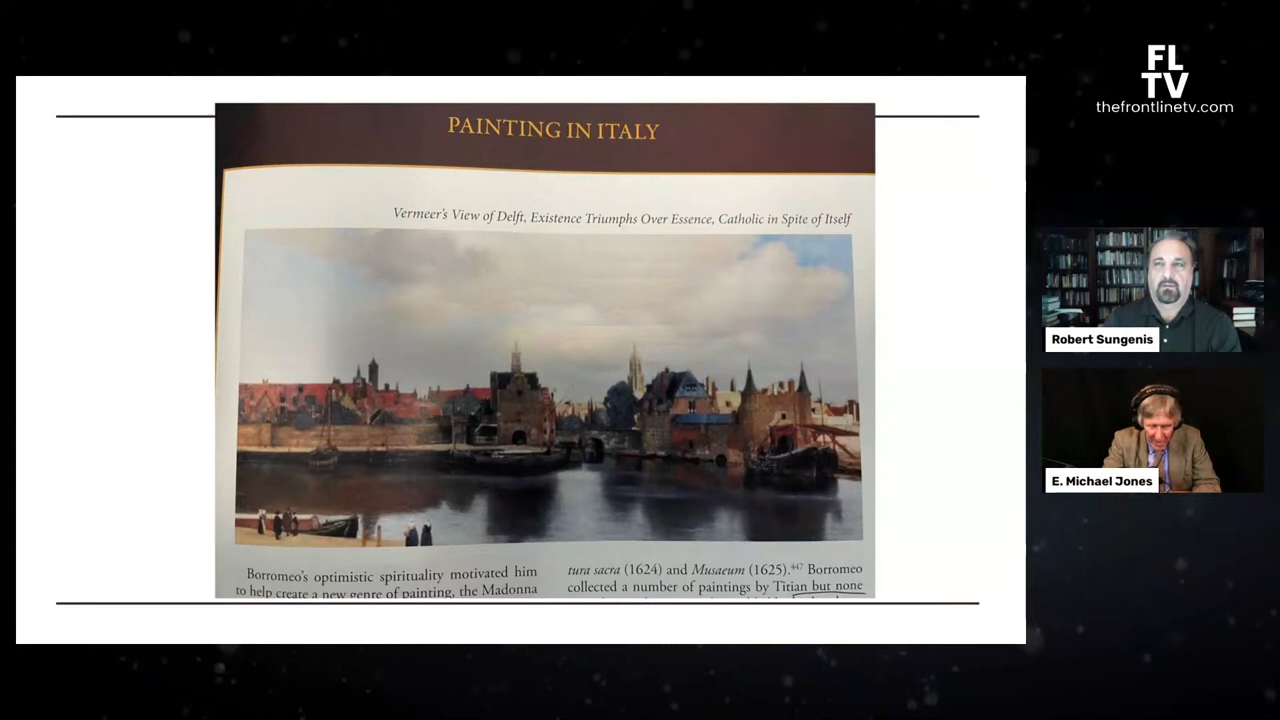 FL
TV
thefrontlinetv.com
PAINTING IN ITALY
Vermeer's View of Delft, Existence Triumphs Over Essence, Catholic in Spite of Itself
Borromeo's optimistic spirituality motivated him
to help create a new genre of painting, the Madonna
tura sacra (1624) and Musaeum (1625).⁴⁴⁷ Borromeo
collected a number of paintings by Titian but none
Robert Sungenis
E. Michael Jones